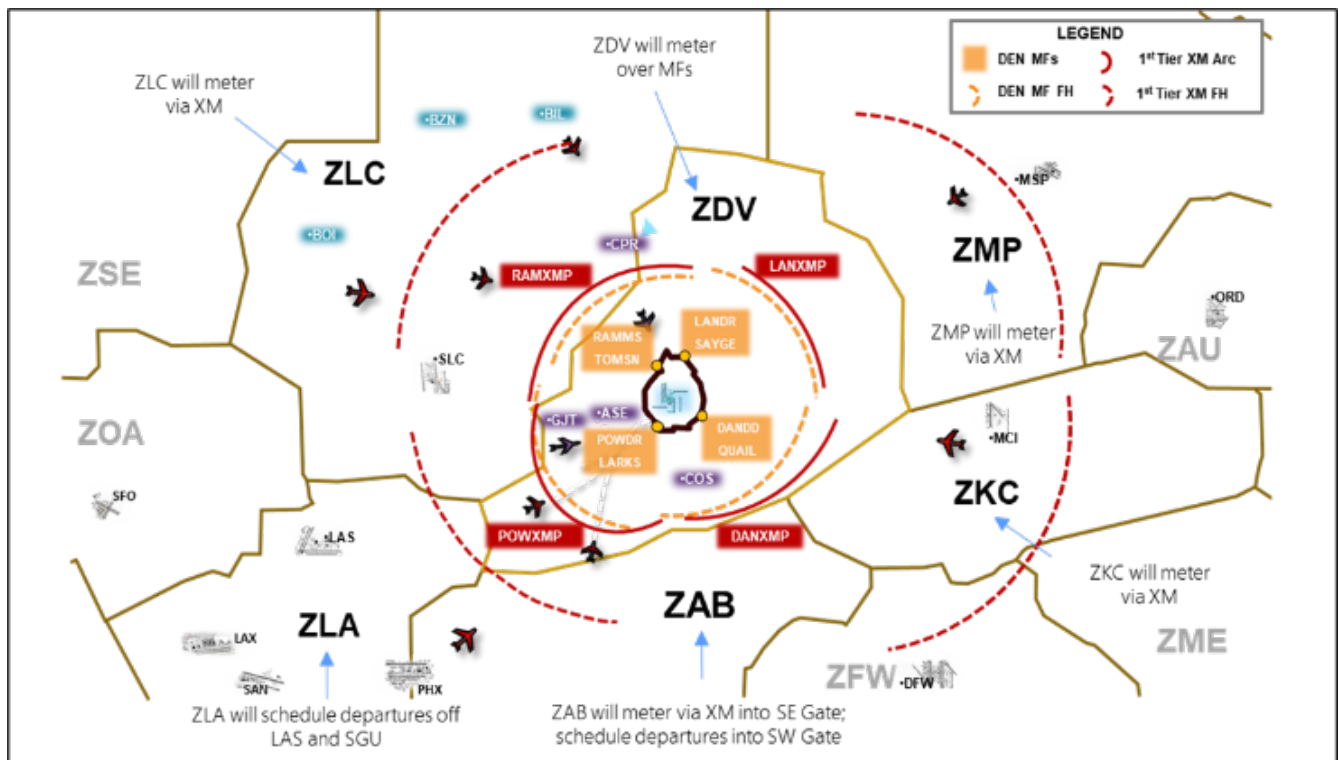 LEGEND
DEN MFs
1st Tier XM Arc
DEN MF FH
1st Tier XM FH
ZDV will meter
over MFs
ZLC will meter
via XM
•BZN
•BIL
ZLC
ZDV
•MSP
•BOI
•CPR
ZMP
ZSE
RAMXMP
LANXMP
•ORD
ZMP will meter
via XM
ZAU
RAMMS
TOMSN
LANDR
SAYGE
•SLC
ZOA
•GJT
•ASE
POWDR
LARKS
DANDD
QUAIL
•MCI
•COS
ZKC
SFO
•LAS
POWXMP
DANXMP
ZKC will meter
via XM
ZLA
ZAB
ZME
LAX
SAN
PHX
ZFW
•DFW
ZLA will schedule departures off
LAS and SGU
ZAB will meter via XM into SE Gate;
schedule departures into SW Gate